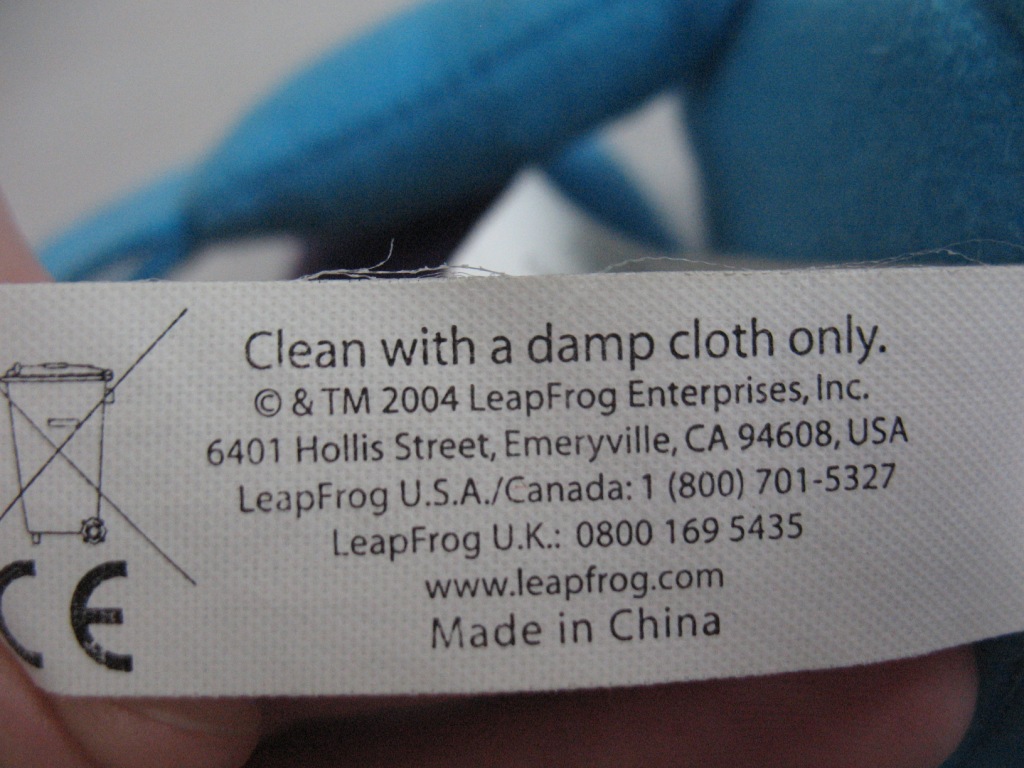 Clean with a damp cloth only.
© & TM 2004 LeapFrog Enterprises, Inc.
6401 Hollis Street, Emeryville, CA 94608, USA
LeapFrog U.S.A./Canada: 1 (800) 701-5327
LeapFrog U.K.: 0800 169 5435
www.leapfrog.com
CE
Made in China